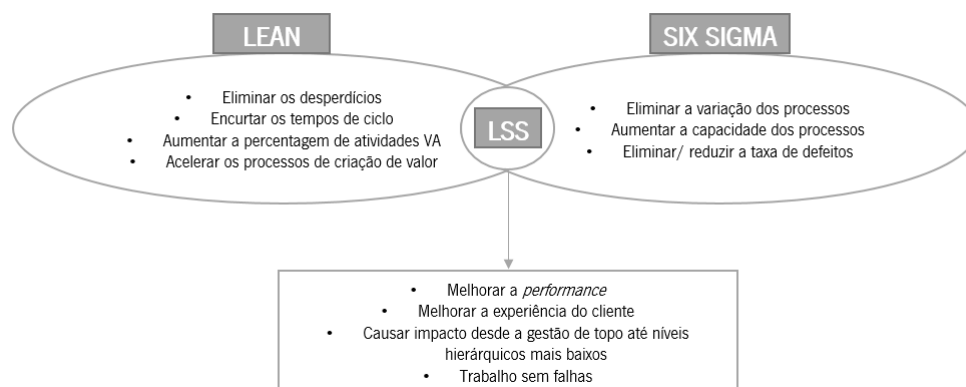 LEAN
SIX SIGMA
• Eliminar os desperdícios
• Encurtar os tempos de ciclo
• Aumentar a percentagem de atividades VA
• Acelerar os processos de criação de valor
LSS
• Eliminar a variação dos processos
• Aumentar a capacidade dos processos
• Eliminar/ reduzir a taxa de defeitos
• Melhorar a performance
• Melhorar a experiência do cliente
• Causar impacto desde a gestão de topo até níveis
hierárquicos mais baixos
• Trabalho sem falhas